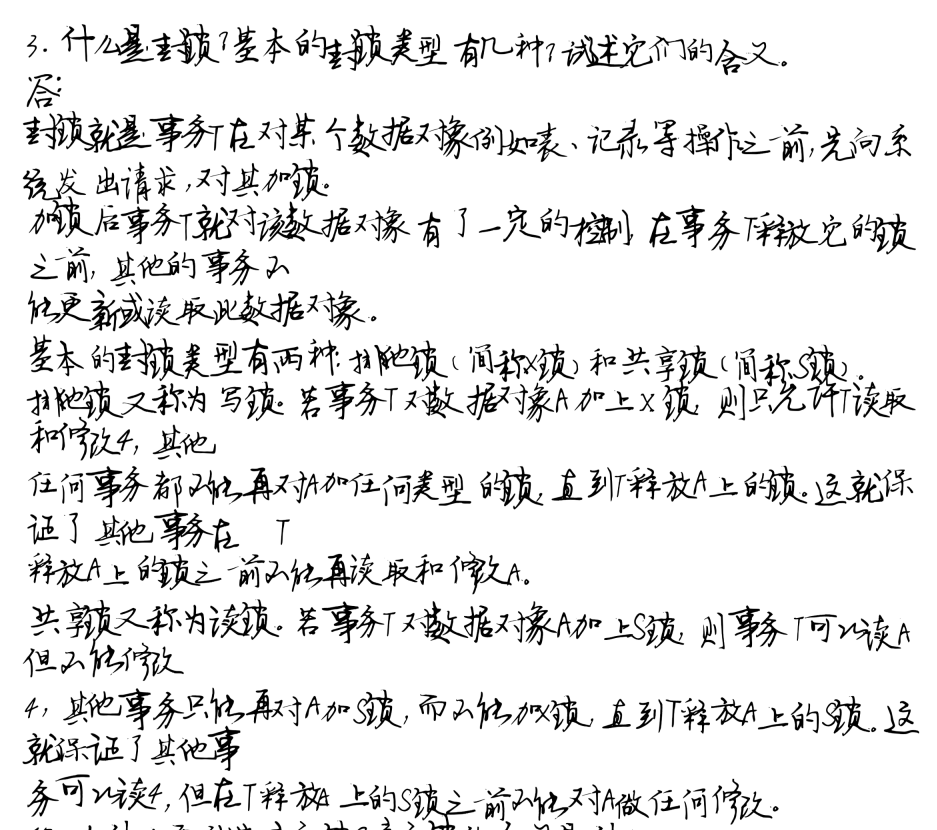 3. 什么是封锁?基本的封锁类型有几种?试述它们的含义。
答:
封锁就是事务T在对某个数据对象例如表、记录等操作之前,先向系
统发出请求,对其加锁。
加锁后事务T就对该数据对象有了一定的控制,在事务T释放它的锁
之前,其他的事务不
能更新或读取此数据对象。
基本的封锁类型有两种:排他锁(简称X锁)和共享锁(简称S锁)。
排他锁又称为写锁。若事务T对数据对象A加上X锁,则只允许T读取
和修改4,其他
任何事务都不能再对A加任何类型的锁,直到T释放A上的锁。这就保
证了其他事务在 T
释放A上的锁之前不能再读取和修改A。
共享锁又称为读锁。若事务T对数据对象A加上S锁,则事务T可以读A
但不能修改
4,其他事务只能再对A加S锁,而不能加X锁,直到T释放A上的S锁。这
就保证了其他事
务可以读4,但在T释放A上的S锁之前不能对A做任何修改。